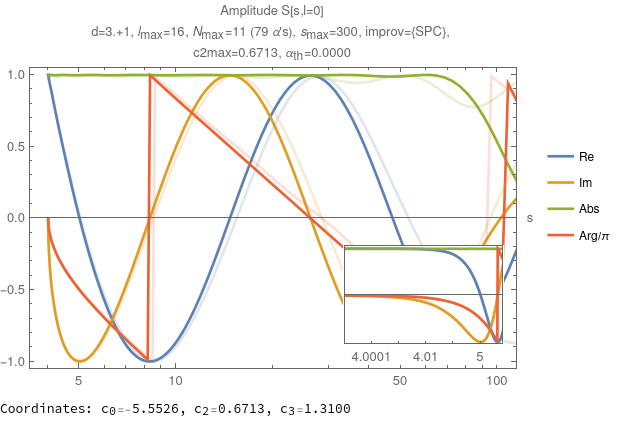 Amplitude S[s,l=0]
d=3.+1, lmax=16, Nmax=11 (79 α's), smax=300, improv={SPC},
c2max=0.6713, αth=0.0000
1.0
0.5
0.0
−0.5
−1.0
5
10
50
100
s
4.0001
4.01
5
Re
Im
Abs
Arg/π
Coordinates: c0=-5.5526, c2=0.6713, c3=1.3100